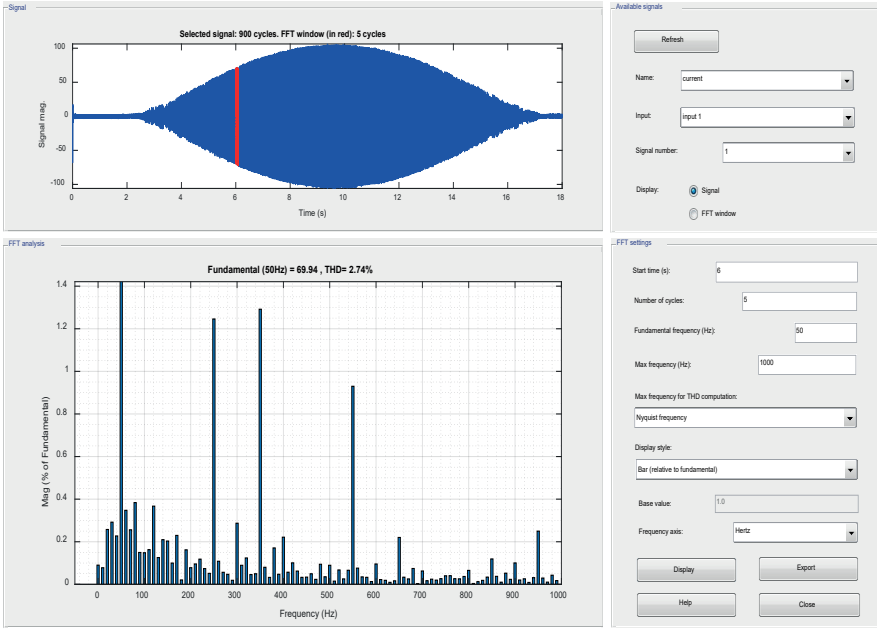 Signal
Selected signal: 900 cycles. FFT window (in red): 5 cycles
100
50
0
-50
-100
Signal mag.
0 2 4 6 8 10 12 14 16 18
Time (s)
Available signals
Refresh
Name: current
Input: input 1
Signal number: 1
Display: Signal
FFT window
FFT analysis
Fundamental (50Hz) = 69.94 , THD= 2.74%
1.4
1.2
1
0.8
0.6
0.4
0.2
0
Mag (% of Fundamental)
0 100 200 300 400 500 600 700 800 900 1000
Frequency (Hz)
FFT settings
Start time (s): 6
Number of cycles: 5
Fundamental frequency (Hz): 50
Max frequency (Hz): 1000
Max frequency for THD computation:
Nyquist frequency
Display style:
Bar (relative to fundamental)
Base value: 1.0
Frequency axis: Hertz
Display Export
Help Close